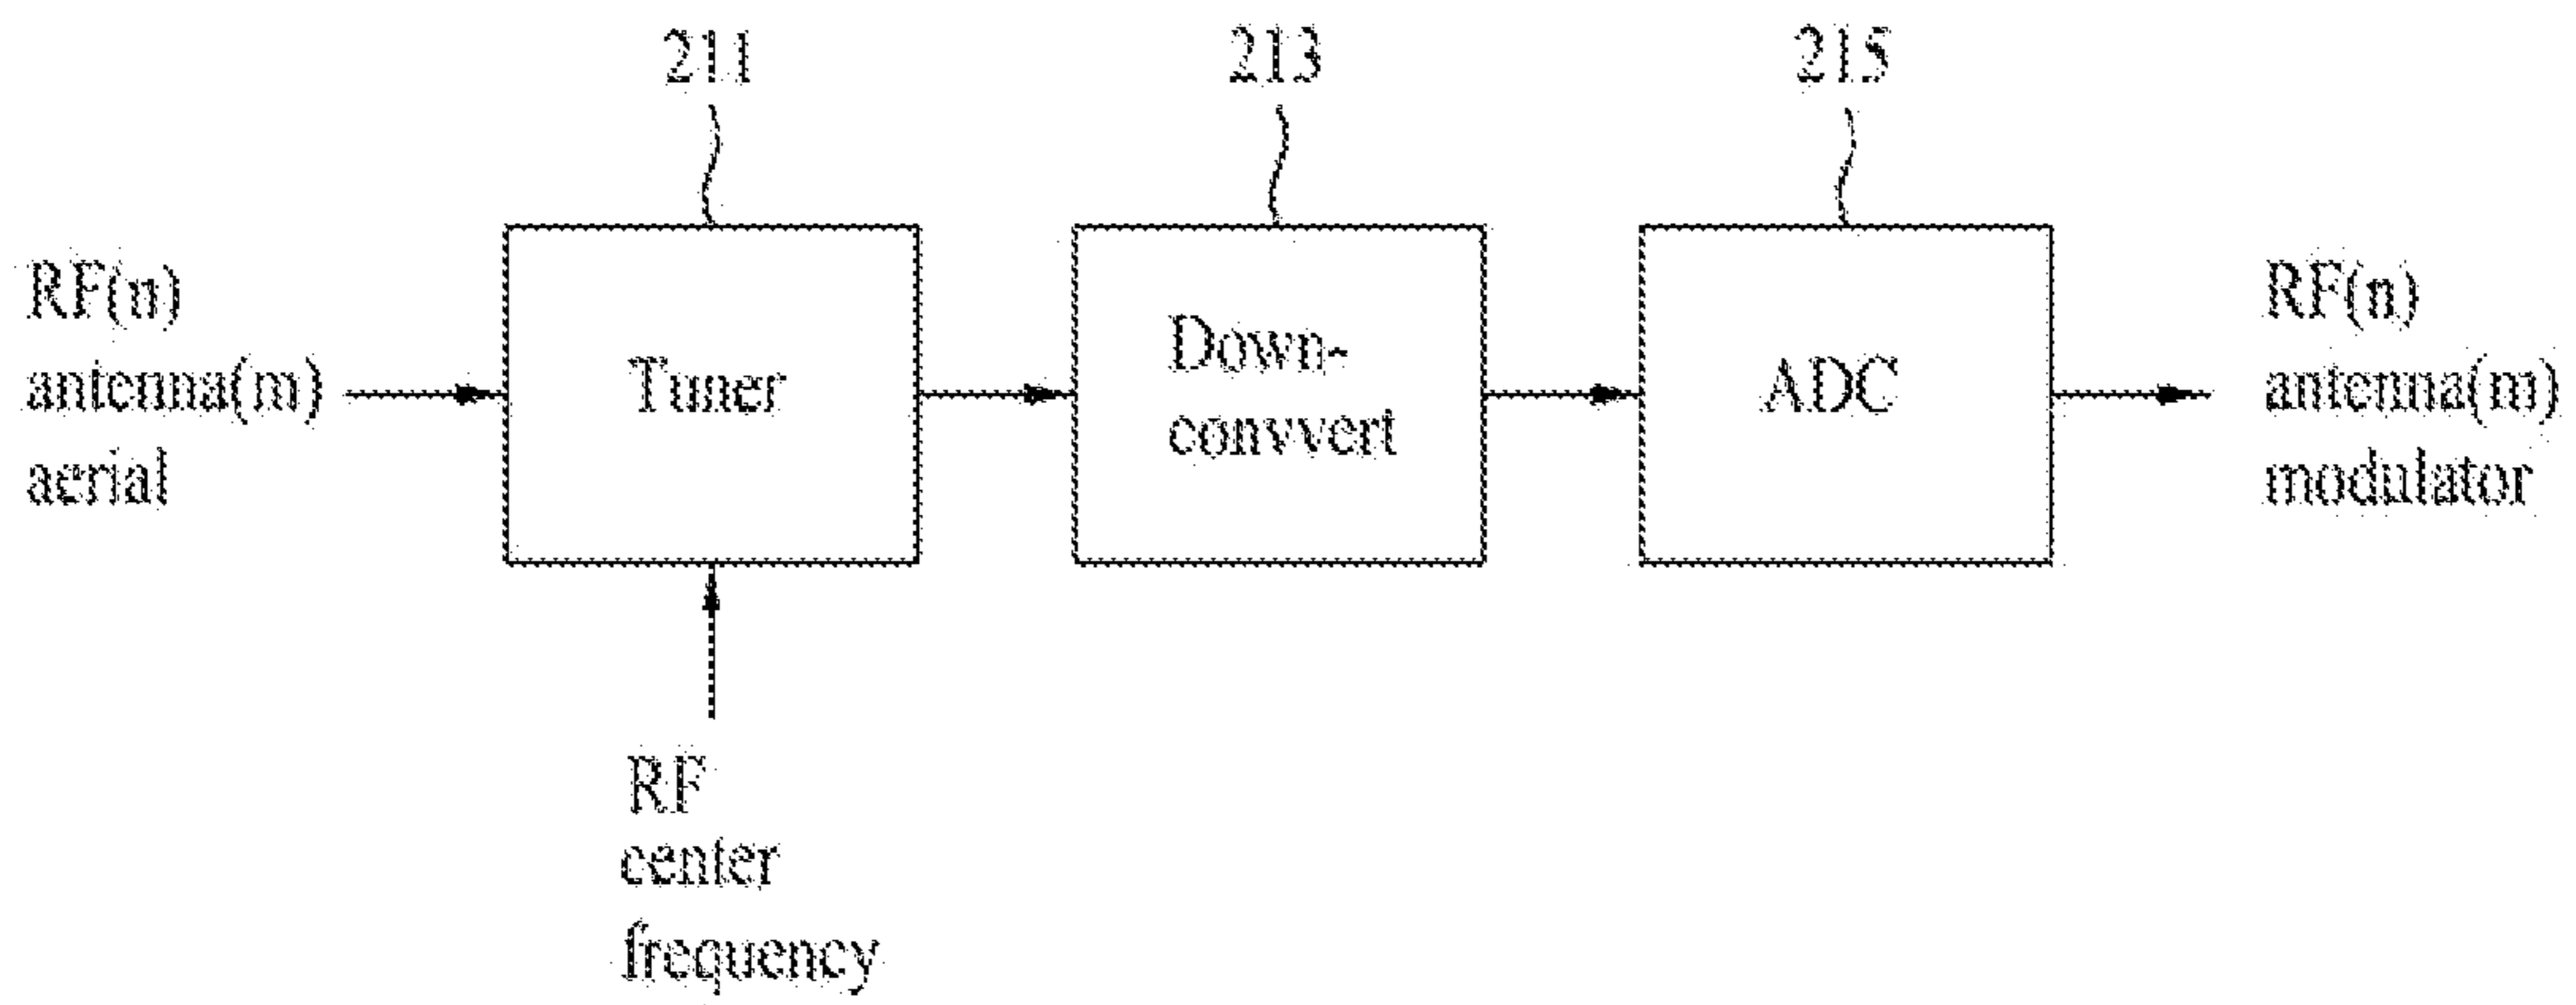 211
213
215
RF(n)
antenna(m)
aerial
Tuner
Down-
convvert
ADC
RF(n)
antenna(m)
modulator
RF
center
frequency